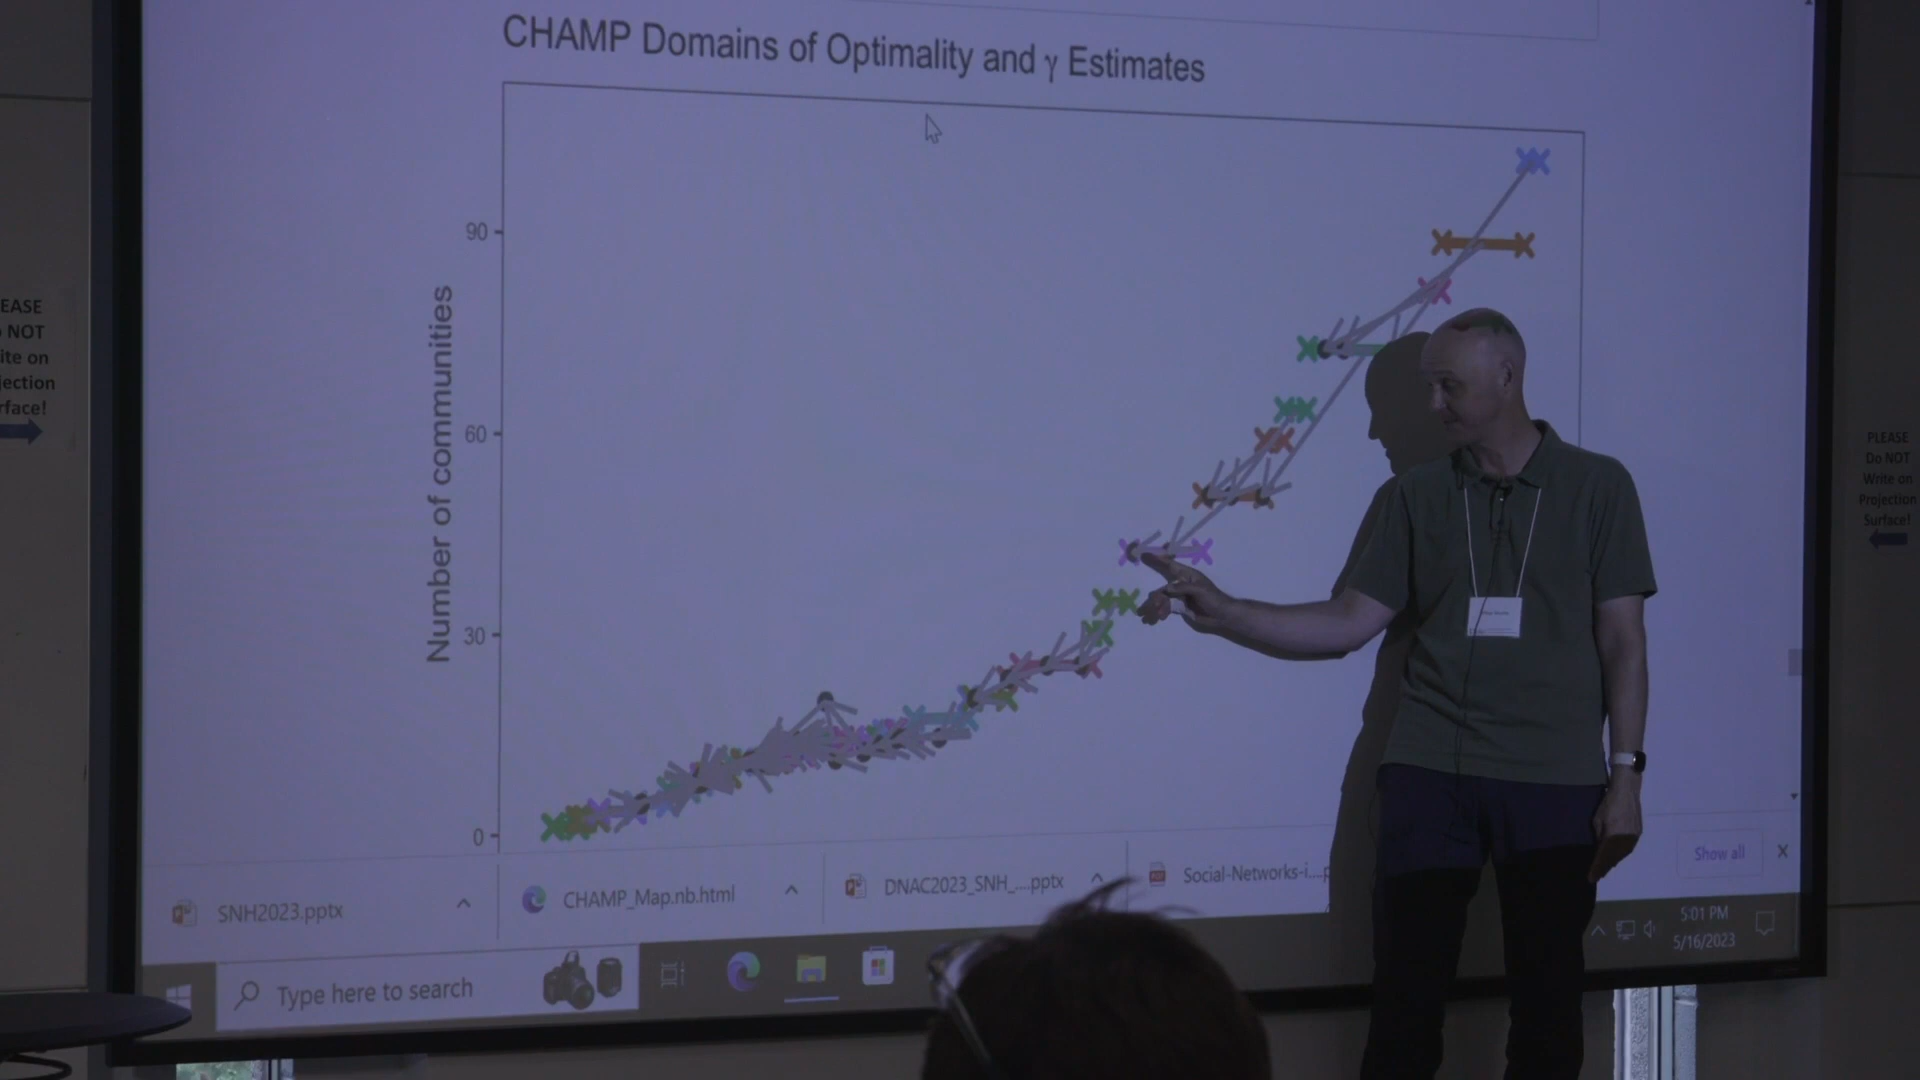 CHAMP Domains of Optimality and γ Estimates
Number of communities
90
60
30
0
EASE
NOT
ite on
jection
rface!
PLEASE
Do NOT
Write on
Projection
Surface!
SNH2023.pptx
CHAMP_Map.nb.html
DNAC2023_SNH_....pptx
Social-Networks-i....p
Show all
Type here to search
5:01 PM
5/16/2023